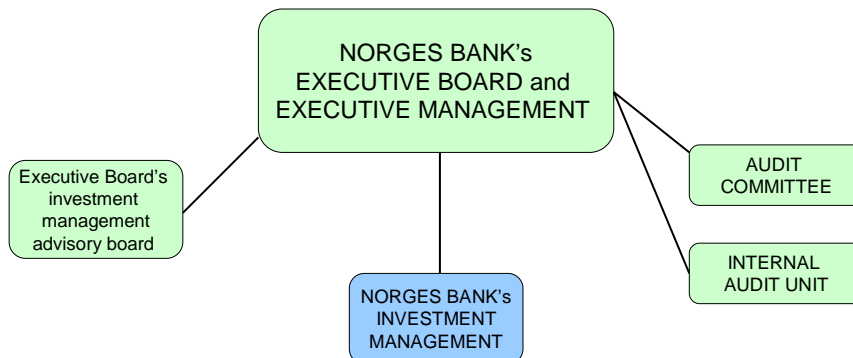 NORGES BANK's
EXECUTIVE BOARD and
EXECUTIVE MANAGEMENT
Executive Board's
investment
management
advisory board
AUDIT
COMMITTEE
INTERNAL
AUDIT UNIT
NORGES BANK's
INVESTMENT
MANAGEMENT